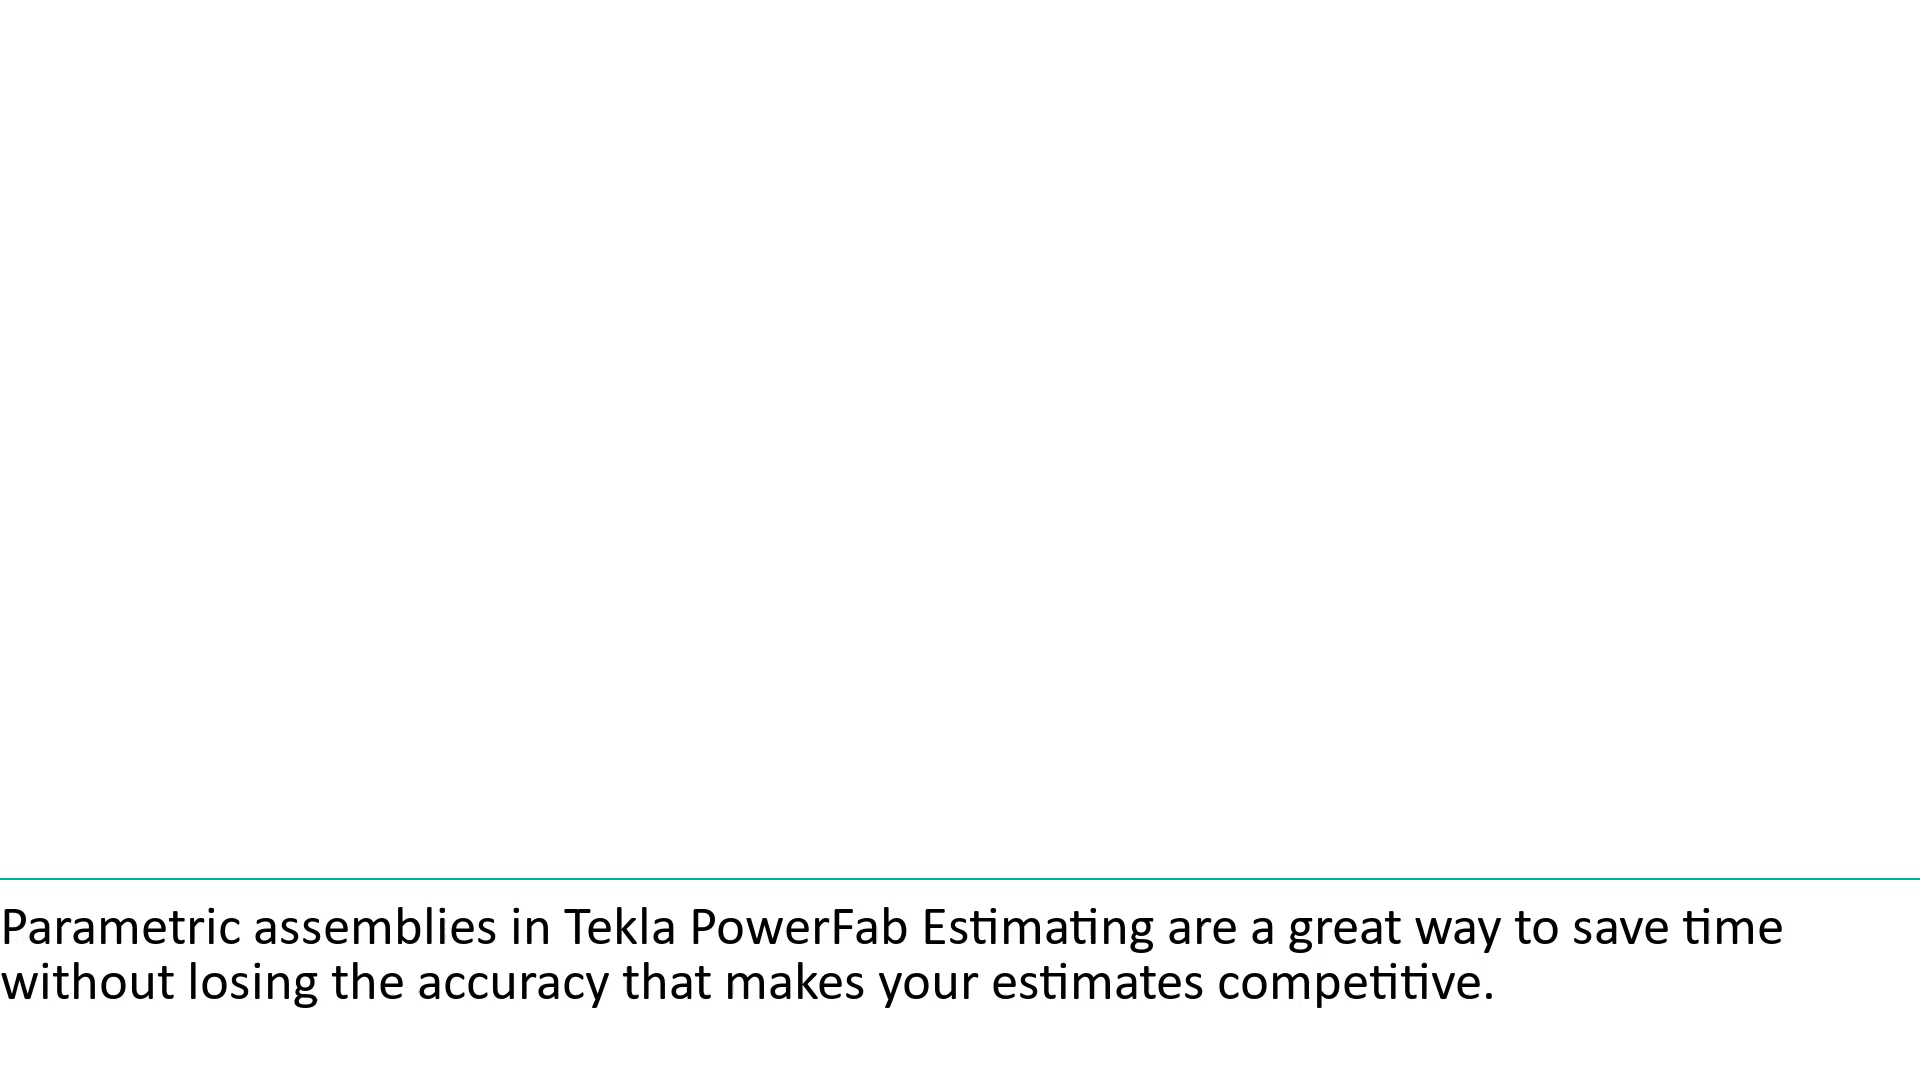 Parametric assemblies in Tekla PowerFab Estimating are a great way to save time
without losing the accuracy that makes your estimates competitive.